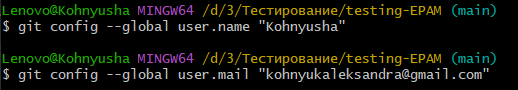 Lenovo@Kohnyusha MINGW64 /d/3/Тестирование/testing-EPAM (main)
$ git config --global user.name "Kohnyusha"
Lenovo@Kohnyusha MINGW64 /d/3/Тестирование/testing-EPAM (main)
$ git config --global user.mail "kohnyukaleksandra@gmail.com"